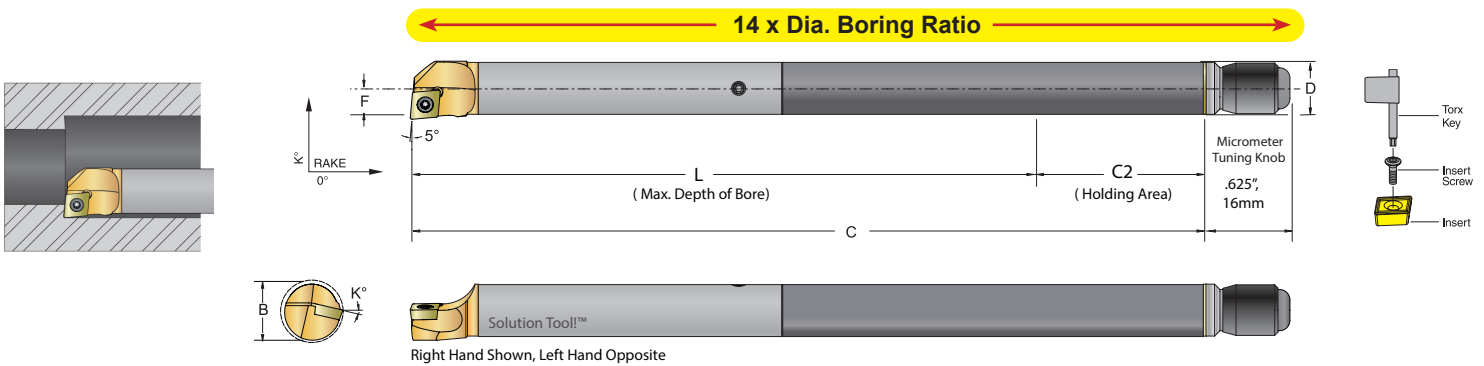 14 x Dia. Boring Ratio
F
D
5°
K°
RAKE
0°
L
( Max. Depth of Bore)
C2
( Holding Area)
Micrometer
Tuning Knob
.625”,
16mm
C
Torx
Key
Insert
Screw
Insert
B
K°
Solution Tool!™
Right Hand Shown, Left Hand Opposite